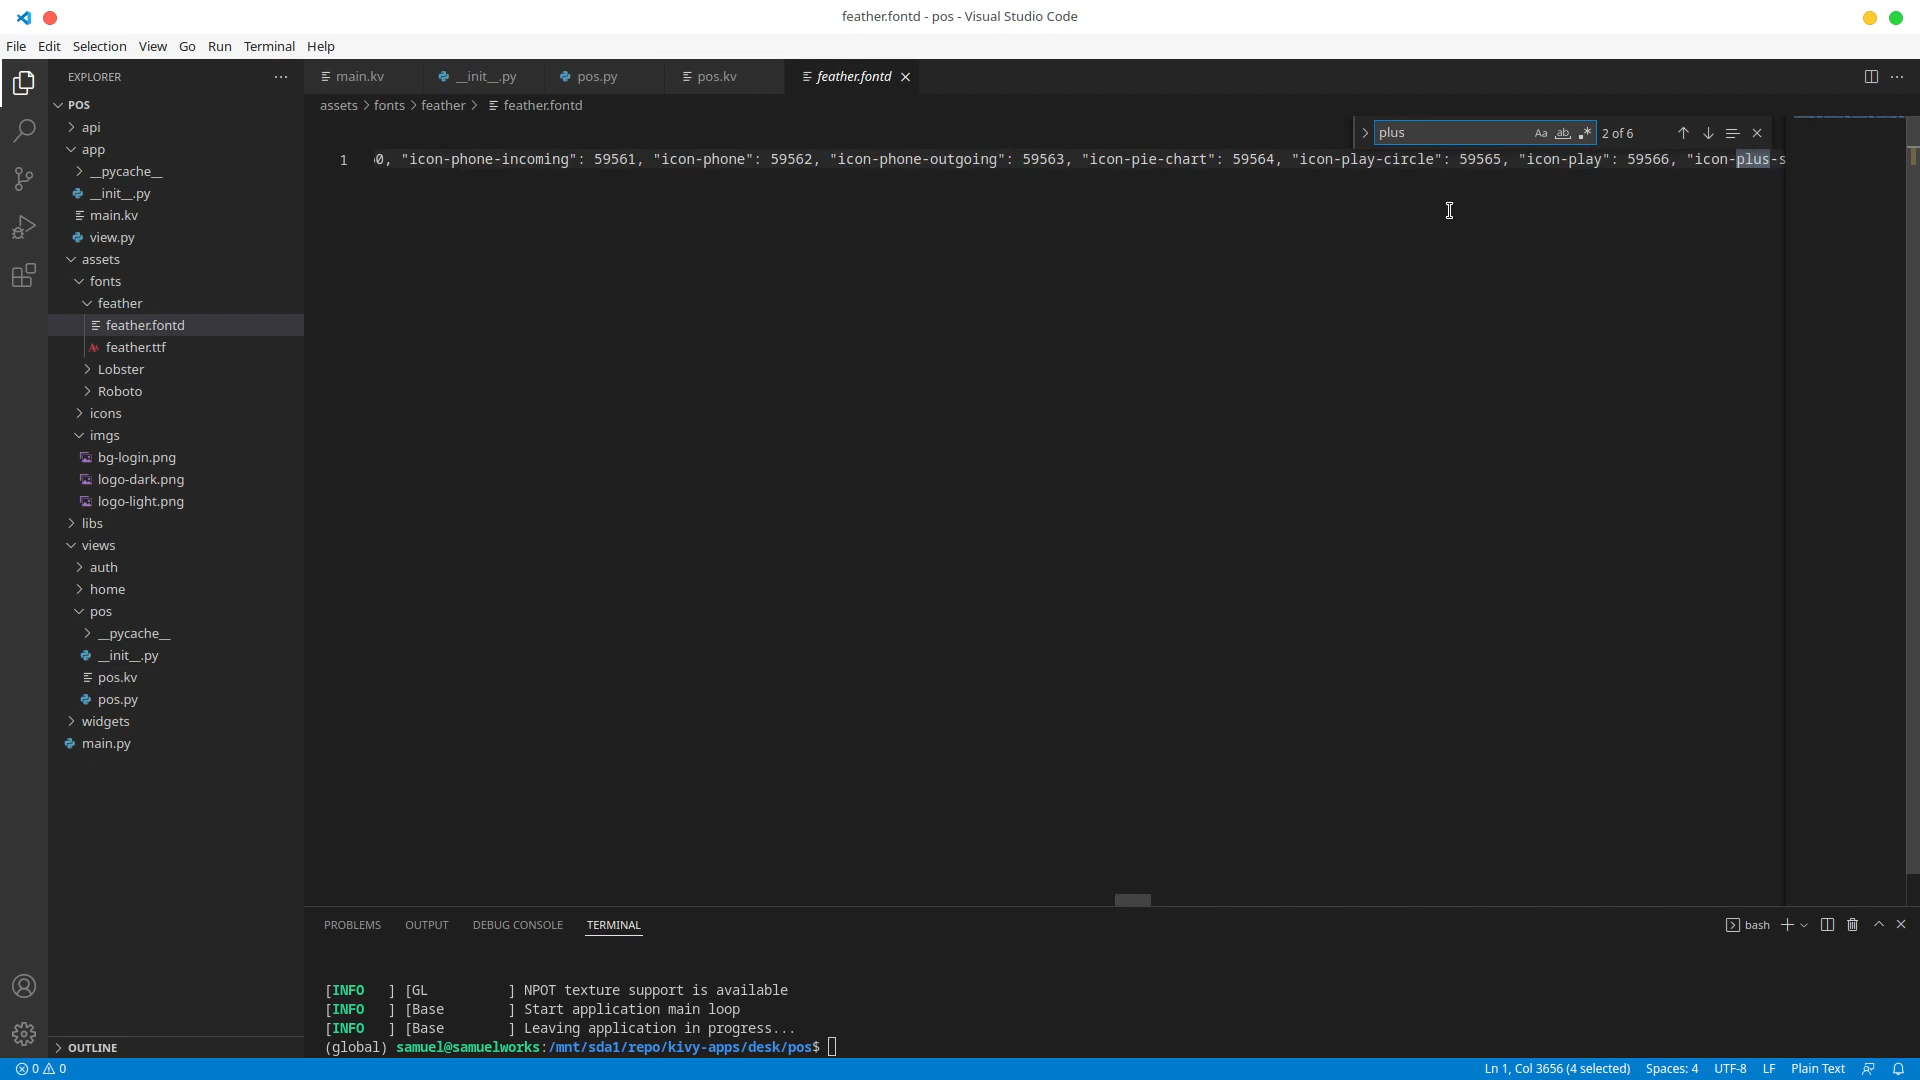 feather.fontd - pos - Visual Studio Code
File Edit Selection View Go Run Terminal Help
EXPLORER
main.kv
__init__.py
pos.py
pos.kv
feather.fontd
assets > fonts > feather > feather.fontd
plus
Aa
ab
2 of 6
1
0, "icon-phone-incoming": 59561, "icon-phone": 59562, "icon-phone-outgoing": 59563, "icon-pie-chart": 59564, "icon-play-circle": 59565, "icon-play": 59566, "icon-plus-s
POS
api
app
__pycache__
__init__.py
main.kv
view.py
assets
fonts
feather
feather.fontd
feather.ttf
Lobster
Roboto
icons
imgs
bg-login.png
logo-dark.png
logo-light.png
libs
views
auth
home
pos
__pycache__
__init__.py
pos.kv
pos.py
widgets
main.py
OUTLINE
PROBLEMS OUTPUT DEBUG CONSOLE TERMINAL
bash
[INFO   ] [GL          ] NPOT texture support is available
[INFO   ] [Base        ] Start application main loop
[INFO   ] [Base        ] Leaving application in progress...
(global) samuel@samuelworks:/mnt/sda1/repo/kivy-apps/desk/pos$
0 0
Ln 1, Col 3656 (4 selected) Spaces: 4 UTF-8 LF Plain Text